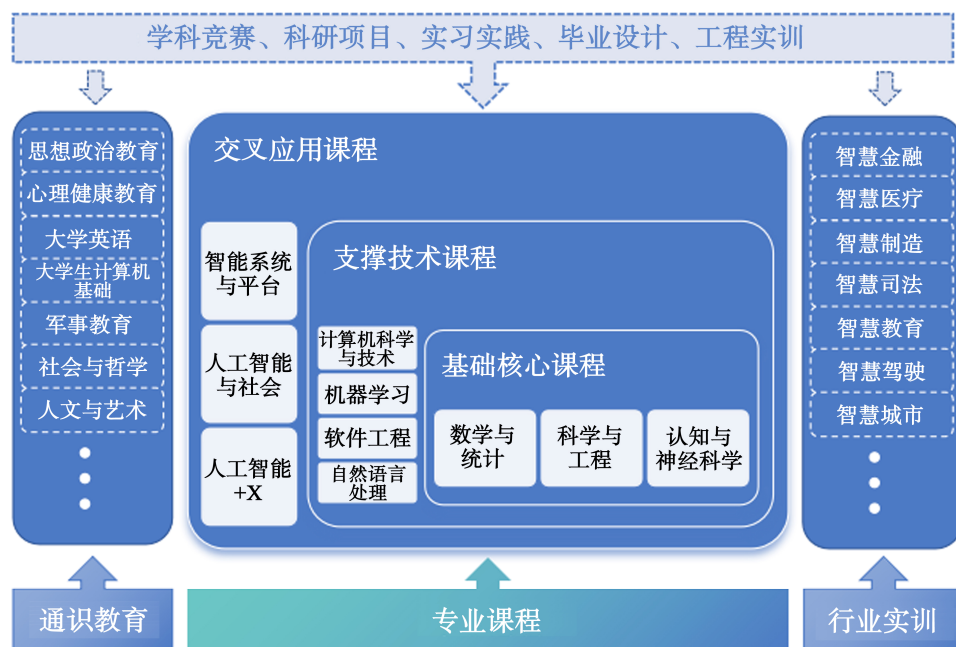 学科竞赛、科研项目、实习实践、毕业设计、工程实训
思想政治教育
心理健康教育
大学英语
大学生计算机
基础
军事教育
社会与哲学
人文与艺术
通识教育
交叉应用课程
智能系统
与平台
人工智能
与社会
人工智能
+X
支撑技术课程
计算机科学
与技术
机器学习
软件工程
自然语言
处理
基础核心课程
数学与
统计
科学与
工程
认知与
神经科学
专业课程
智慧金融
智慧医疗
智慧制造
智慧司法
智慧教育
智慧驾驶
智慧城市
行业实训